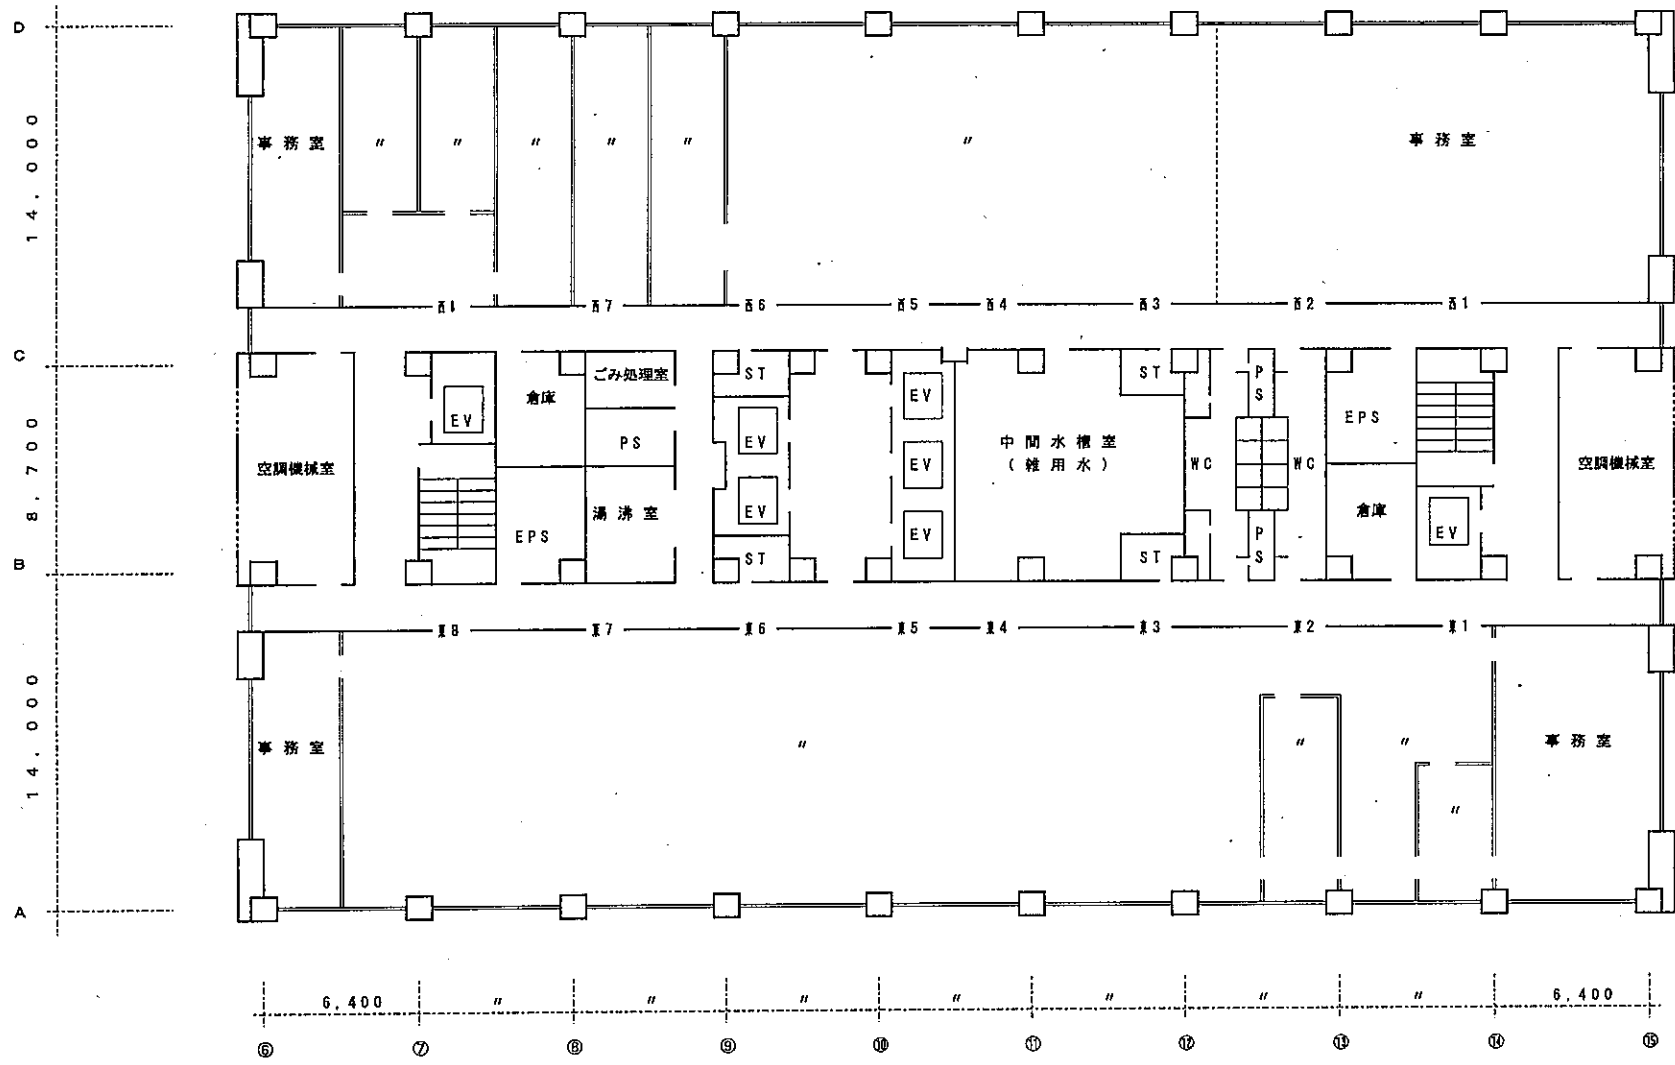 D
14,000
C
8,700
B
14,000
A
事務室 〃 〃 〃 〃 〃 〃 事務室
西7 西6 西5 西4 西3 西2 西1
空調機械室
EV
倉庫
ごみ処理室
PS
湯沸室
EPS
ST
EV
EV
ST
EV
EV
EV
中間水槽室
(雑用水)
ST
ST
WC
PS
PS
WC
EPS
倉庫
EV
空調機械室
東8 東7 東6 東5 東4 東3 東2 東1
事務室 〃 〃 〃 〃 事務室
6,400 〃 〃 〃 〃 〃 〃 〃 6,400
⑥ ⑦ ⑧ ⑨ ⑩ ⑪ ⑫ ⑬ ⑭ ⑮